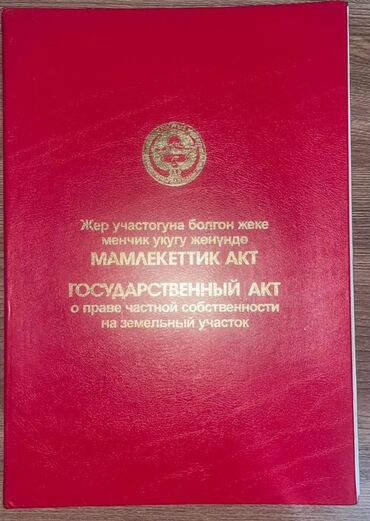 Жер участогуна болгон жеке
менчик укугу жөнүндө
МАМЛЕКЕТТИК АКТ
ГОСУДАРСТВЕННЫЙ АКТ
о праве частной собственности
на земельный участок